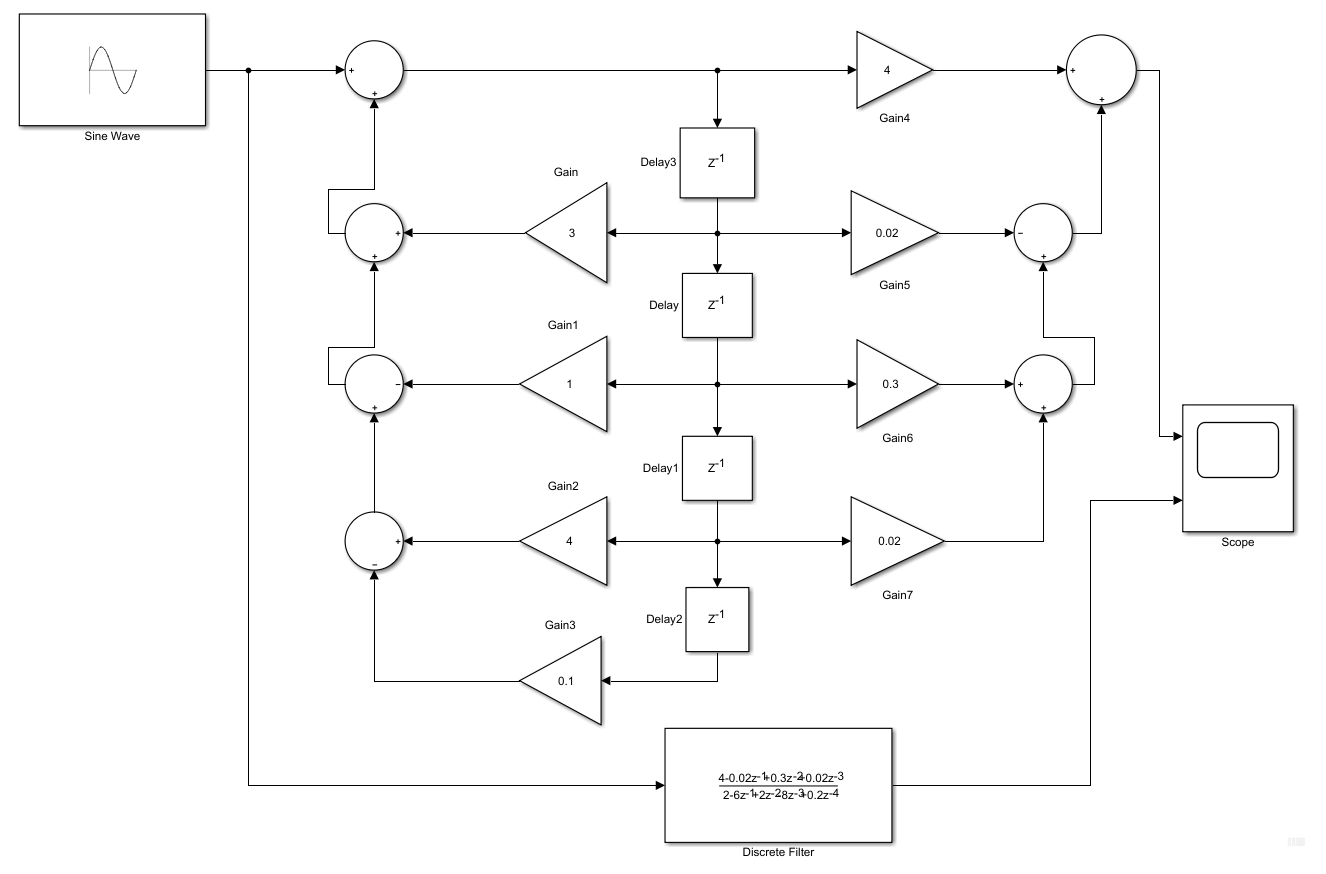 Sine Wave
+
+
4
+
+
Gain4
Delay3
Z-1
Gain
3
+
+
0.02
-
+
Gain5
Delay
Z-1
Gain1
1
-
+
0.3
+
+
Gain6
Delay1
Z-1
Gain2
4
+
-
0.02
Gain7
Scope
Delay2
Z-1
Gain3
0.1
4-0.02z-1+0.3z-2+0.02z-3
2-6z-1+2z-2-8z-3+0.2z-4
Discrete Filter